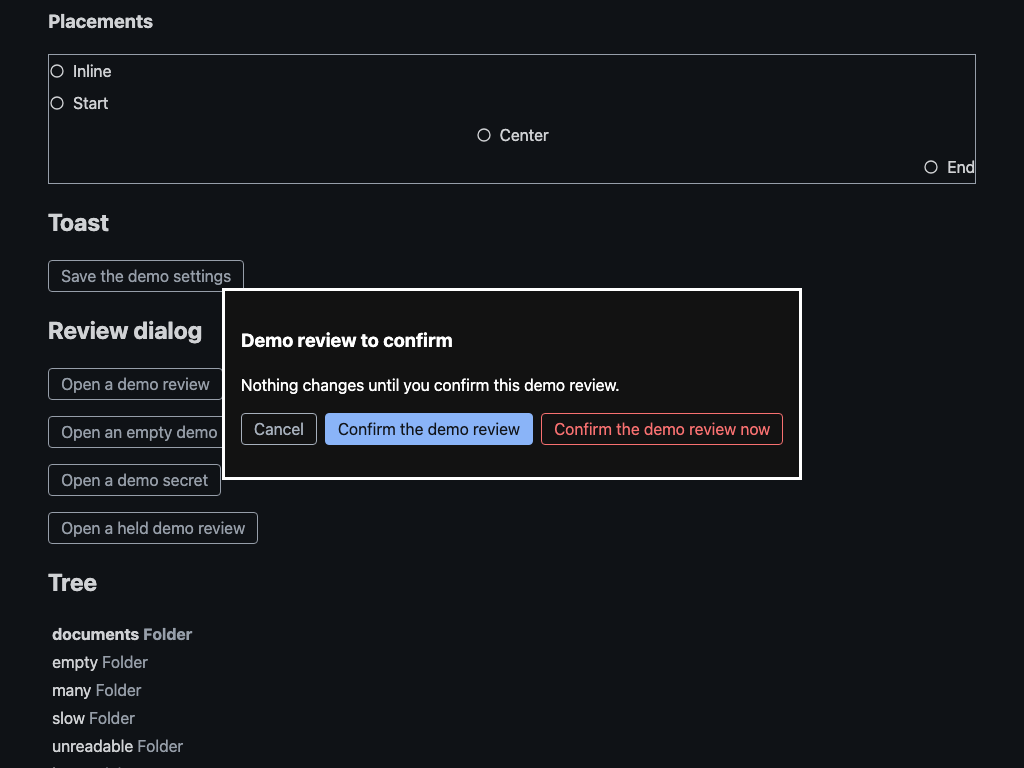 Placements
Inline
Start
Center
End
Toast
Save the demo settings
Review dialog
Demo review to confirm
Open a demo review
Nothing changes until you confirm this demo review.
Open an empty demo
Cancel
Confirm the demo review
Confirm the demo review now
Open a demo secret
Open a held demo review
Tree
documents Folder
empty Folder
many Folder
slow Folder
unreadable Folder